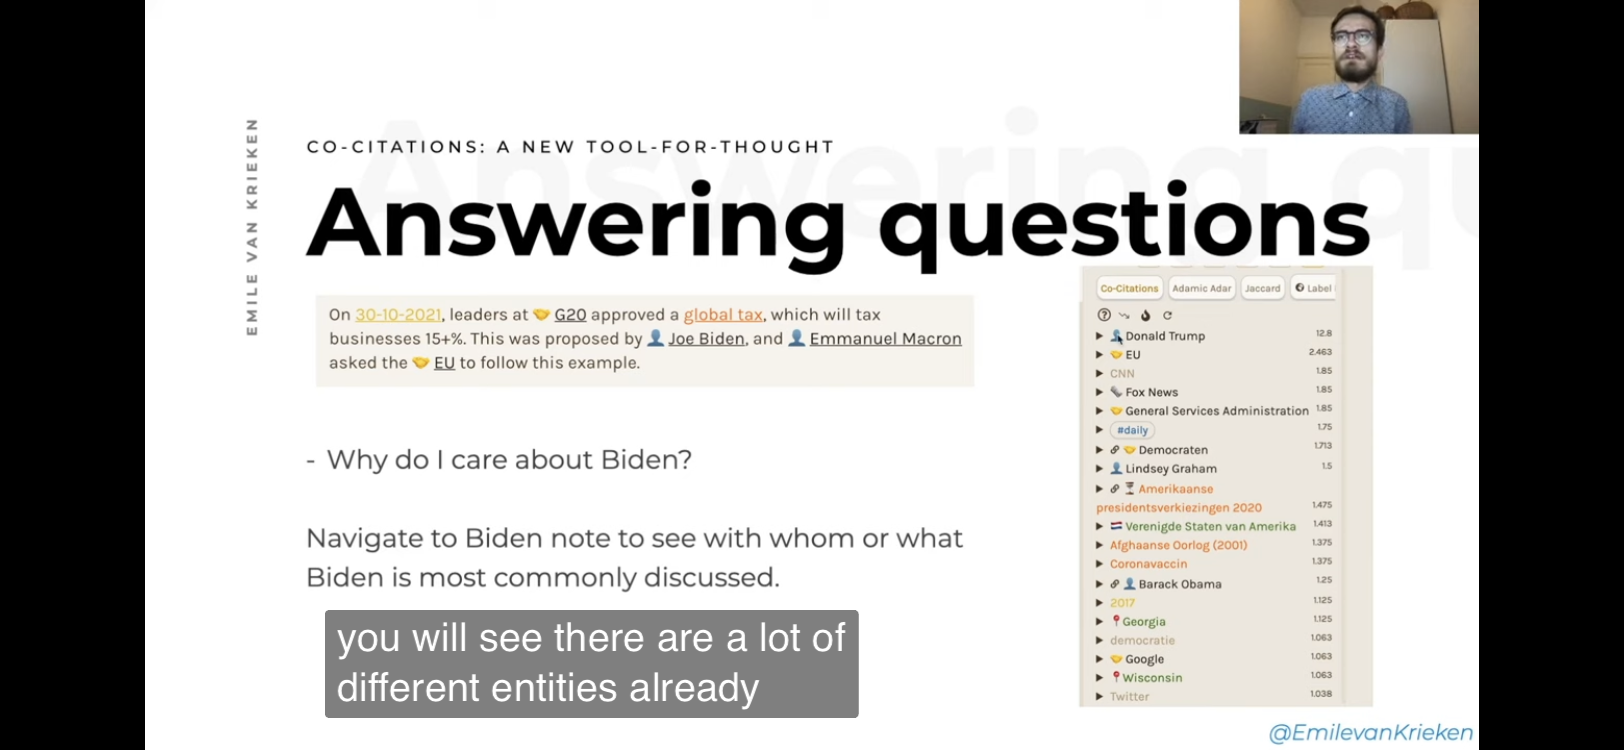 EMILE VAN KRIEKEN
CO-CITATIONS: A NEW TOOL-FOR-THOUGHT
Answering questions
On 30-10-2021, leaders at G20 approved a global tax, which will tax
businesses 15+%. This was proposed by Joe Biden, and Emmanuel Macron
asked the EU to follow this example.
- Why do I care about Biden?
Navigate to Biden note to see with whom or what
Biden is most commonly discussed.
you will see there are a lot of
different entities already
Co-Citations Adamic Adar Jaccard Label
Donald Trump 12.8
EU 2.463
CNN 1.85
Fox News 1.85
General Services Administration 1.85
#daily 1.75
Democraten 1.713
Lindsey Graham 1.5
Amerikaanse
presidentsverkiezingen 2020 1.475
Verenigde Staten van Amerika 1.413
Afghaanse Oorlog (2001) 1.375
Coronavaccin 1.375
Barack Obama 1.25
2017 1.125
Georgia 1.125
democratie 1.063
Google 1.063
Wisconsin 1.063
Twitter 1.038
@EmilevanKrieken